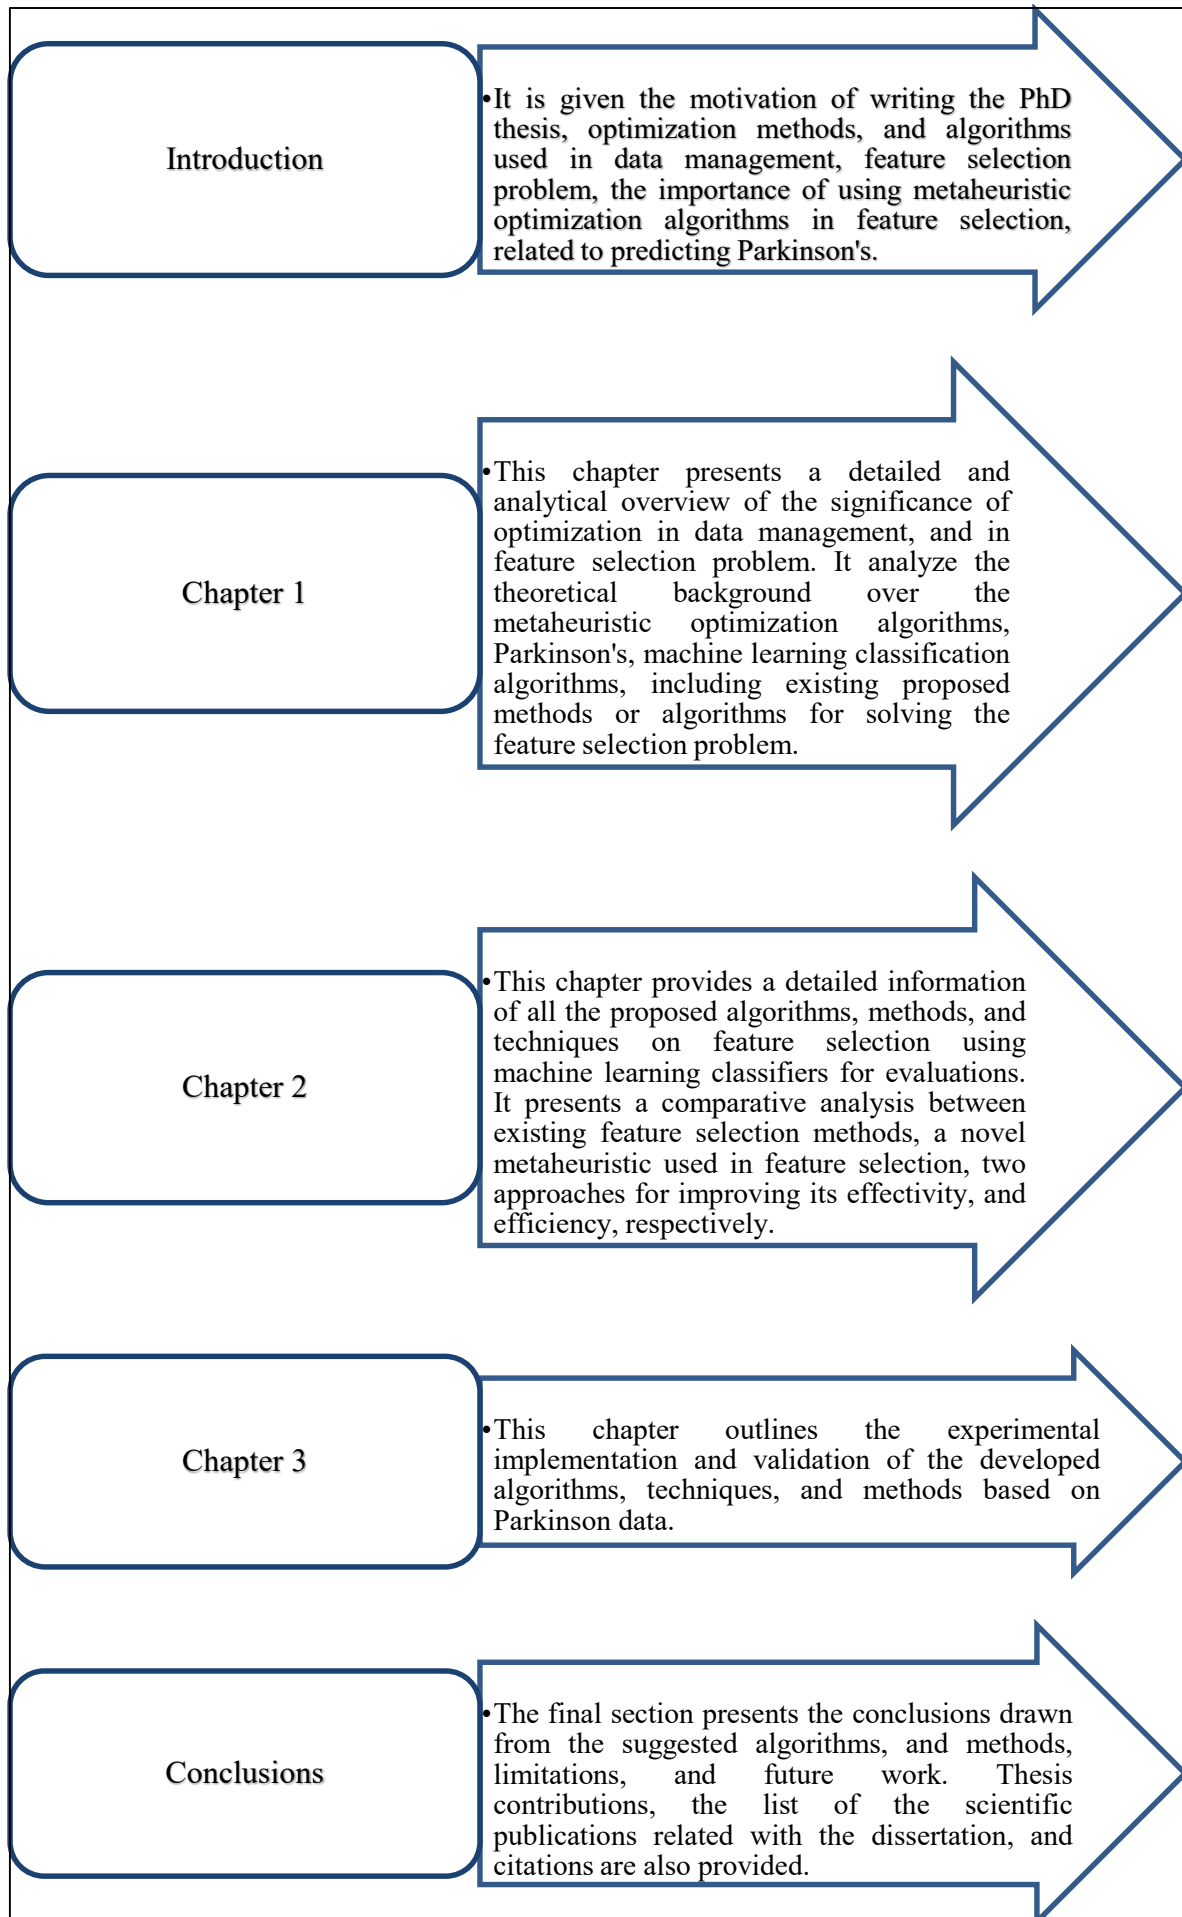 Introduction
•It is given the motivation of writing the PhD
thesis, optimization methods, and algorithms
used in data management, feature selection
problem, the importance of using metaheuristic
optimization algorithms in feature selection,
related to predicting Parkinson's.
Chapter 1
•This chapter presents a detailed and
analytical overview of the significance of
optimization in data management, and in
feature selection problem. It analyze the
theoretical background over the
metaheuristic optimization algorithms,
Parkinson's, machine learning classification
algorithms, including existing proposed
methods or algorithms for solving the
feature selection problem.
Chapter 2
•This chapter provides a detailed information
of all the proposed algorithms, methods, and
techniques on feature selection using
machine learning classifiers for evaluations.
It presents a comparative analysis between
existing feature selection methods, a novel
metaheuristic used in feature selection, two
approaches for improving its effectivity, and
efficiency, respectively.
Chapter 3
•This chapter outlines the experimental
implementation and validation of the developed
algorithms, techniques, and methods based on
Parkinson data.
Conclusions
•The final section presents the conclusions drawn
from the suggested algorithms, and methods,
limitations, and future work. Thesis
contributions, the list of the scientific
publications related with the dissertation, and
citations are also provided.